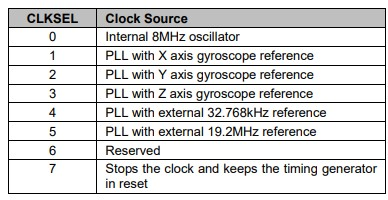 CLKSEL Clock Source
0 Internal 8MHz oscillator
1 PLL with X axis gyroscope reference
2 PLL with Y axis gyroscope reference
3 PLL with Z axis gyroscope reference
4 PLL with external 32.768kHz reference
5 PLL with external 19.2MHz reference
6 Reserved
7 Stops the clock and keeps the timing generator
in reset